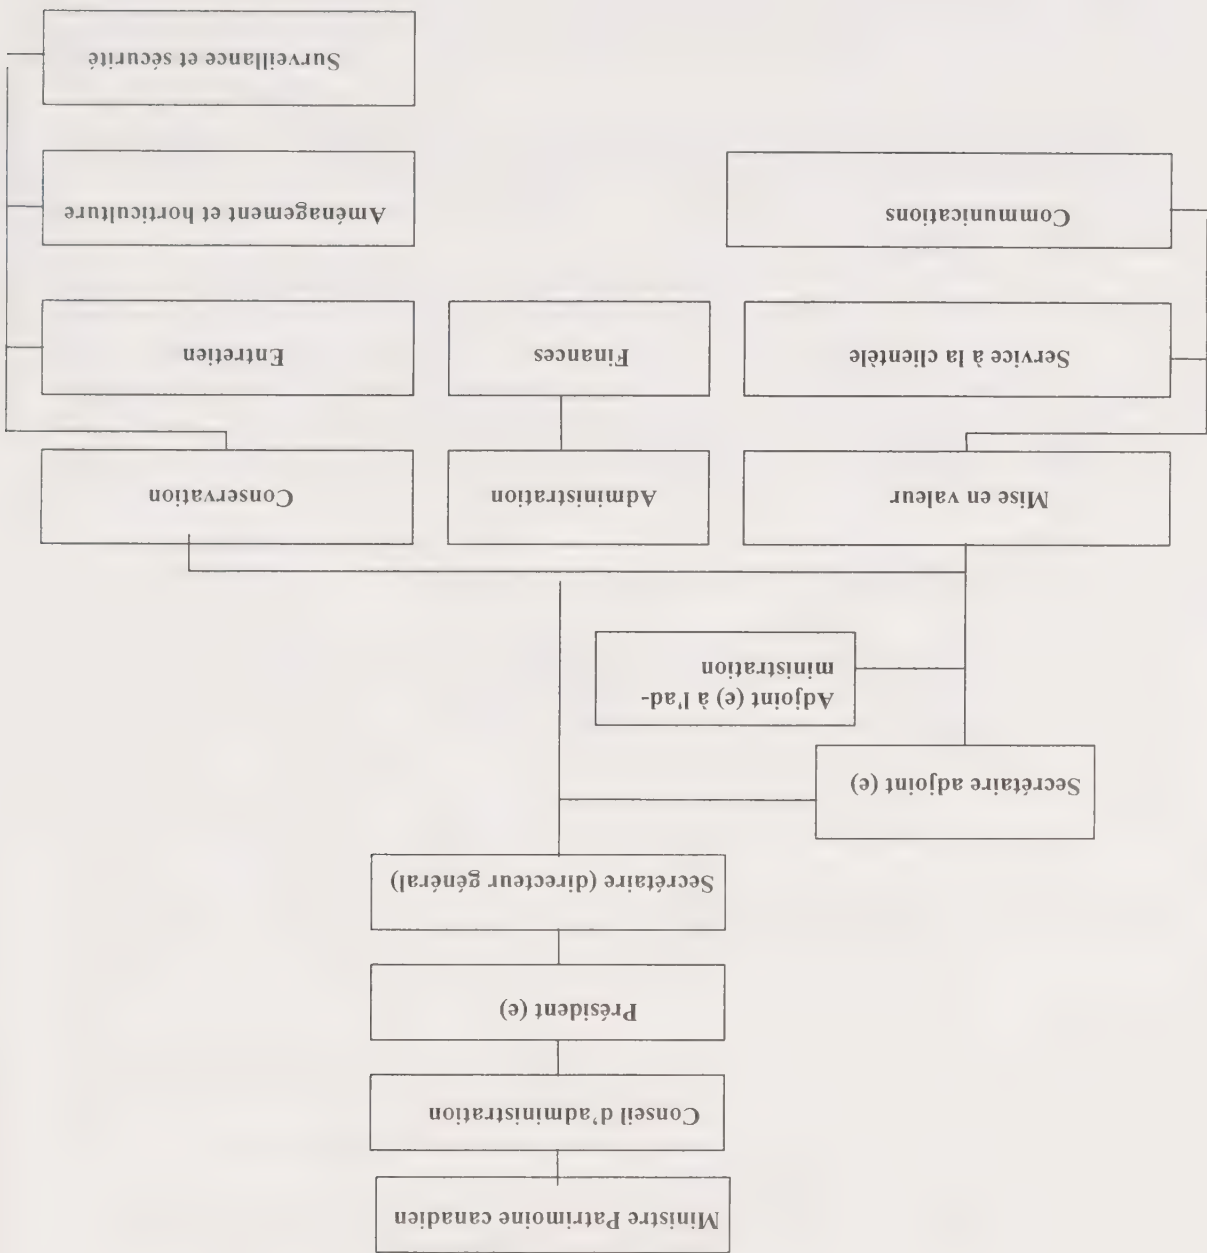 Ministre Patrimoine canadien
Conseil d'administration
Président (e)
Secrétaire (directeur général)
Secrétaire adjoint (e)
Adjoint (e) à l'ad-
ministration
Mise en valeur
Administration
Conservation
Service à la clientèle
Finances
Entretien
Communications
Aménagement et horticulture
Surveillance et sécurité